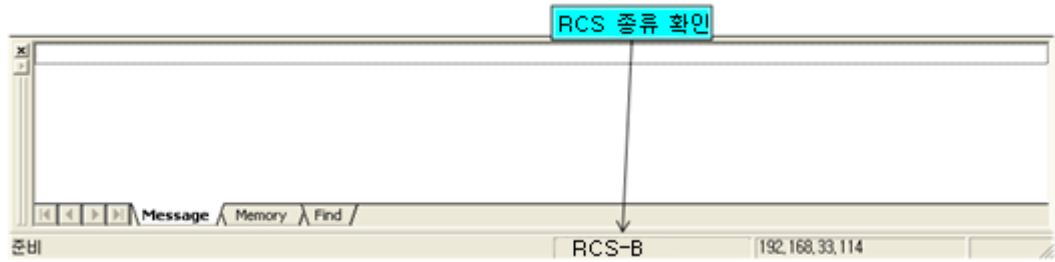 RCS 종류 확인
Message Memory Find
준비 RCS-B 192,168,33,114